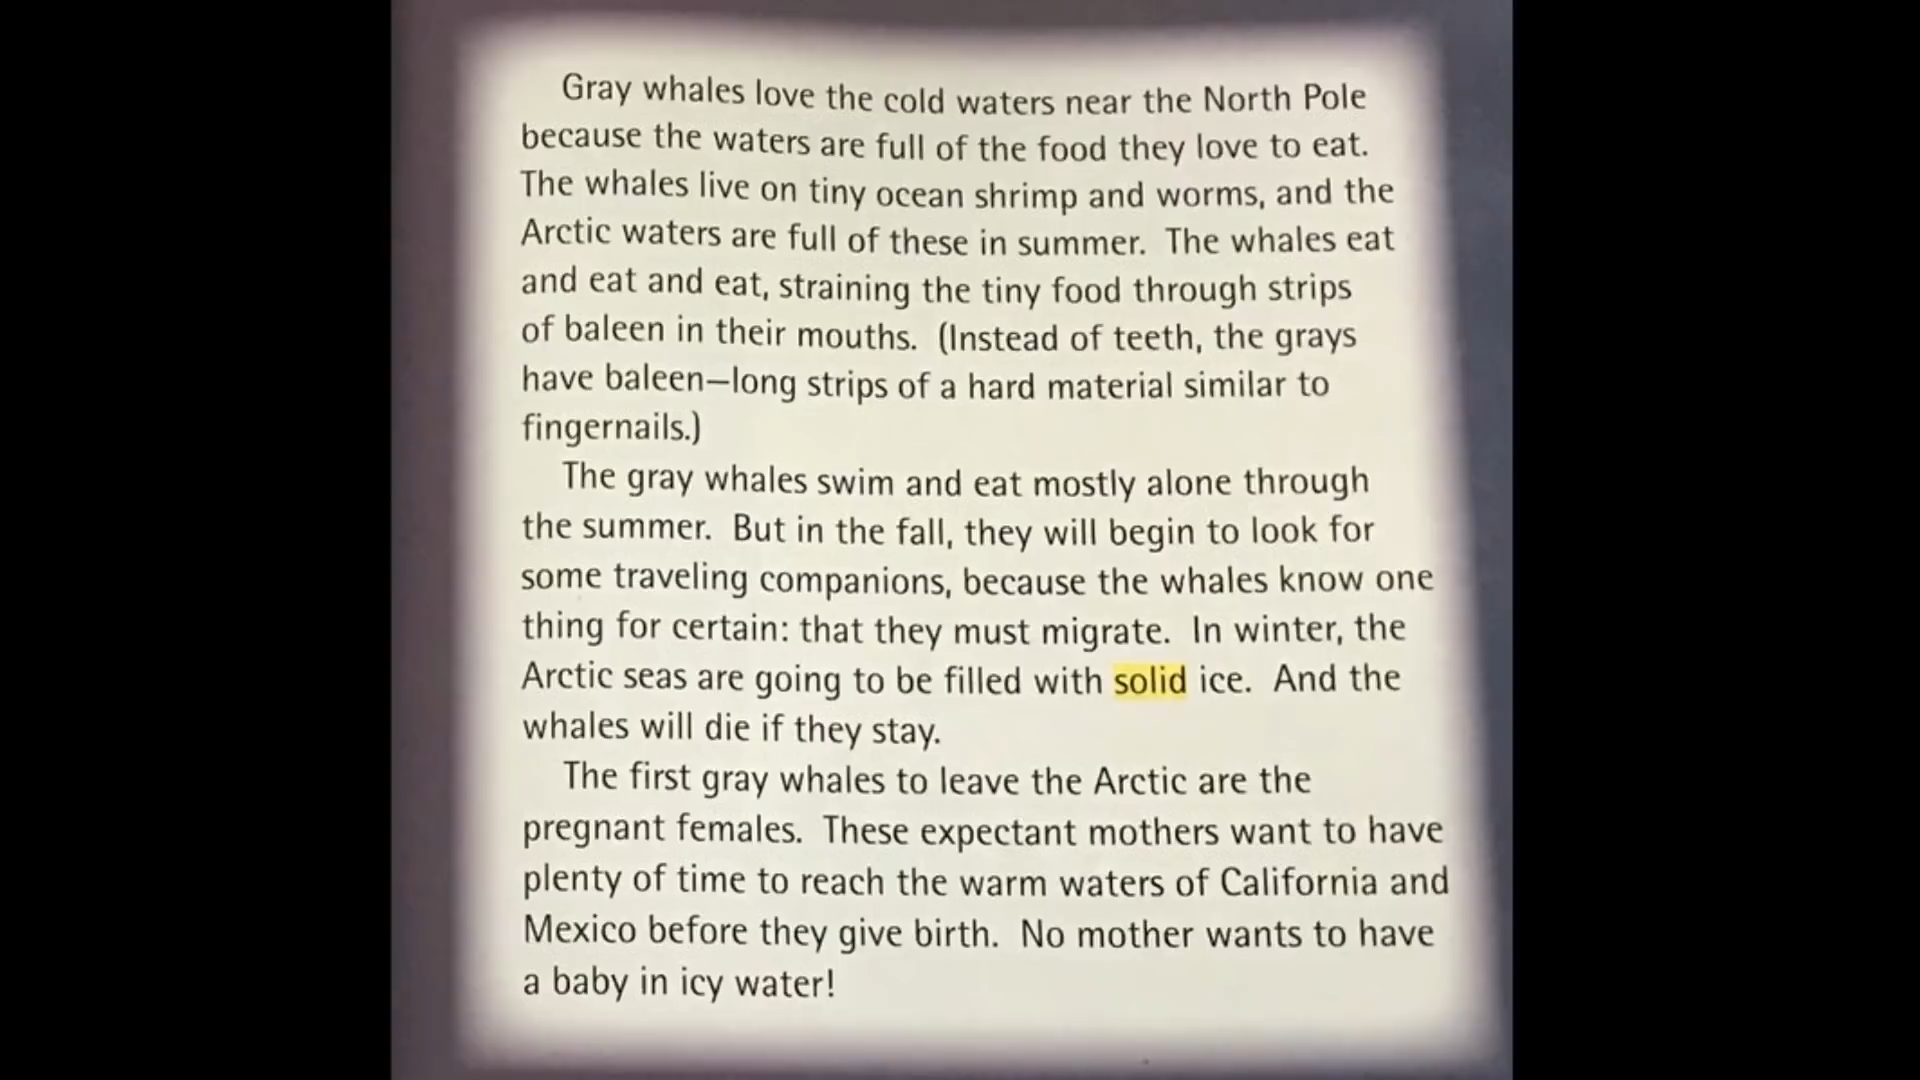 Gray whales love the cold waters near the North Pole
because the waters are full of the food they love to eat.
The whales live on tiny ocean shrimp and worms, and the
Arctic waters are full of these in summer. The whales eat
and eat and eat, straining the tiny food through strips
of baleen in their mouths. (Instead of teeth, the grays
have baleen—long strips of a hard material similar to
fingernails.)
The gray whales swim and eat mostly alone through
the summer. But in the fall, they will begin to look for
some traveling companions, because the whales know one
thing for certain: that they must migrate. In winter, the
Arctic seas are going to be filled with solid ice. And the
whales will die if they stay.
The first gray whales to leave the Arctic are the
pregnant females. These expectant mothers want to have
plenty of time to reach the warm waters of California and
Mexico before they give birth. No mother wants to have
a baby in icy water!